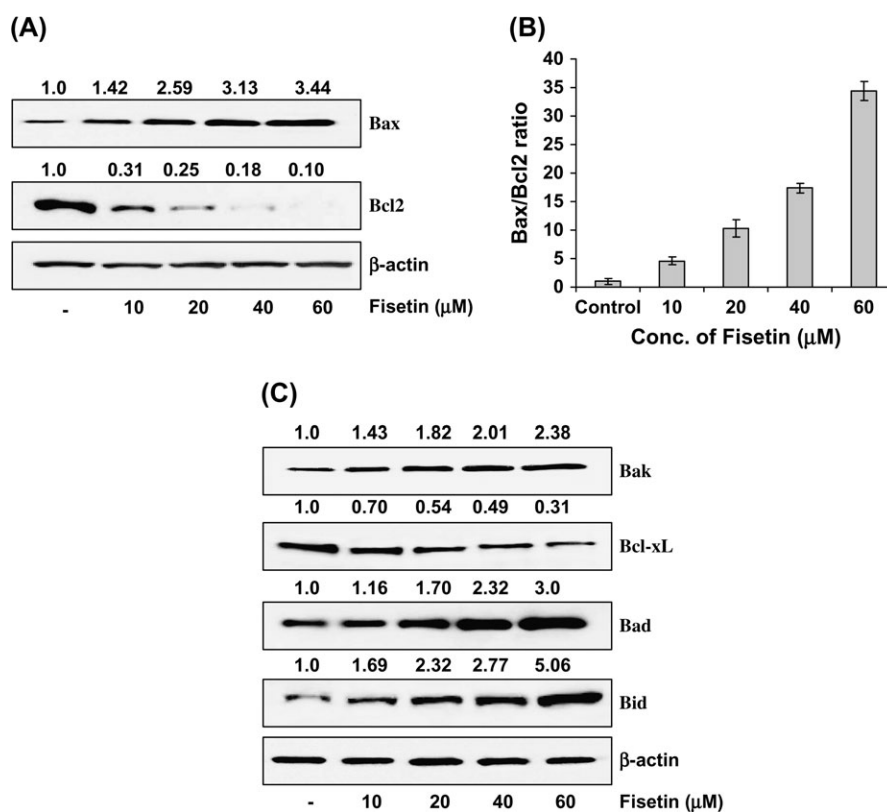 (A)
1.0 1.42 2.59 3.13 3.44
Bax
1.0 0.31 0.25 0.18 0.10
Bcl2
β-actin
- 10 20 40 60 Fisetin (μM)
(B)
Bax/Bcl2 ratio
40
35
30
25
20
15
10
5
0
Control 10 20 40 60
Conc. of Fisetin (μM)
(C)
1.0 1.43 1.82 2.01 2.38
Bak
1.0 0.70 0.54 0.49 0.31
Bcl-xL
1.0 1.16 1.70 2.32 3.0
Bad
1.0 1.69 2.32 2.77 5.06
Bid
β-actin
- 10 20 40 60 Fisetin (μM)